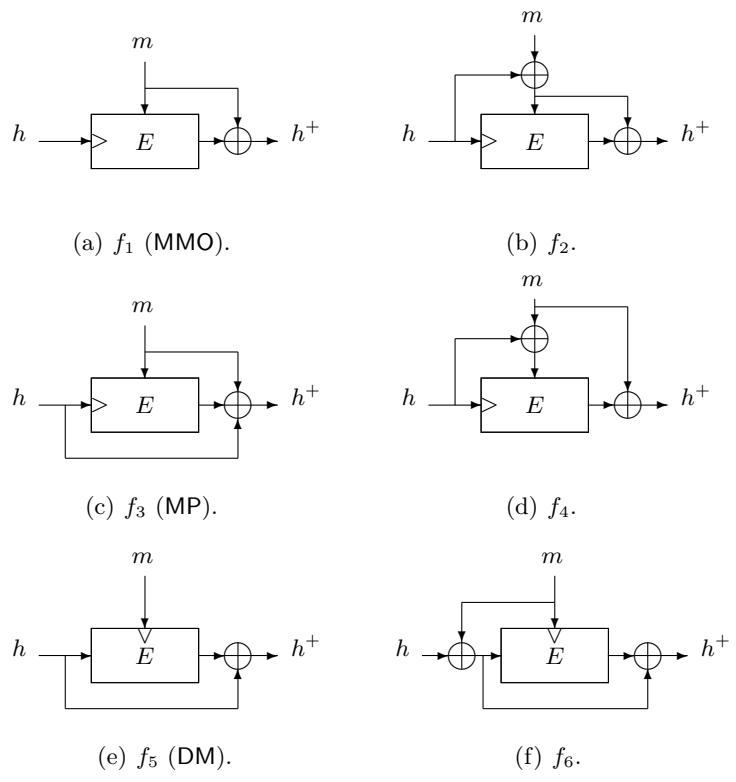 m
m
h
E
h⁺
h
E
h⁺
(a) f₁ (MMO).
(b) f₂.
m
m
h
E
h⁺
h
E
h⁺
(c) f₃ (MP).
(d) f₄.
m
m
h
E
h⁺
h
E
h⁺
(e) f₅ (DM).
(f) f₆.